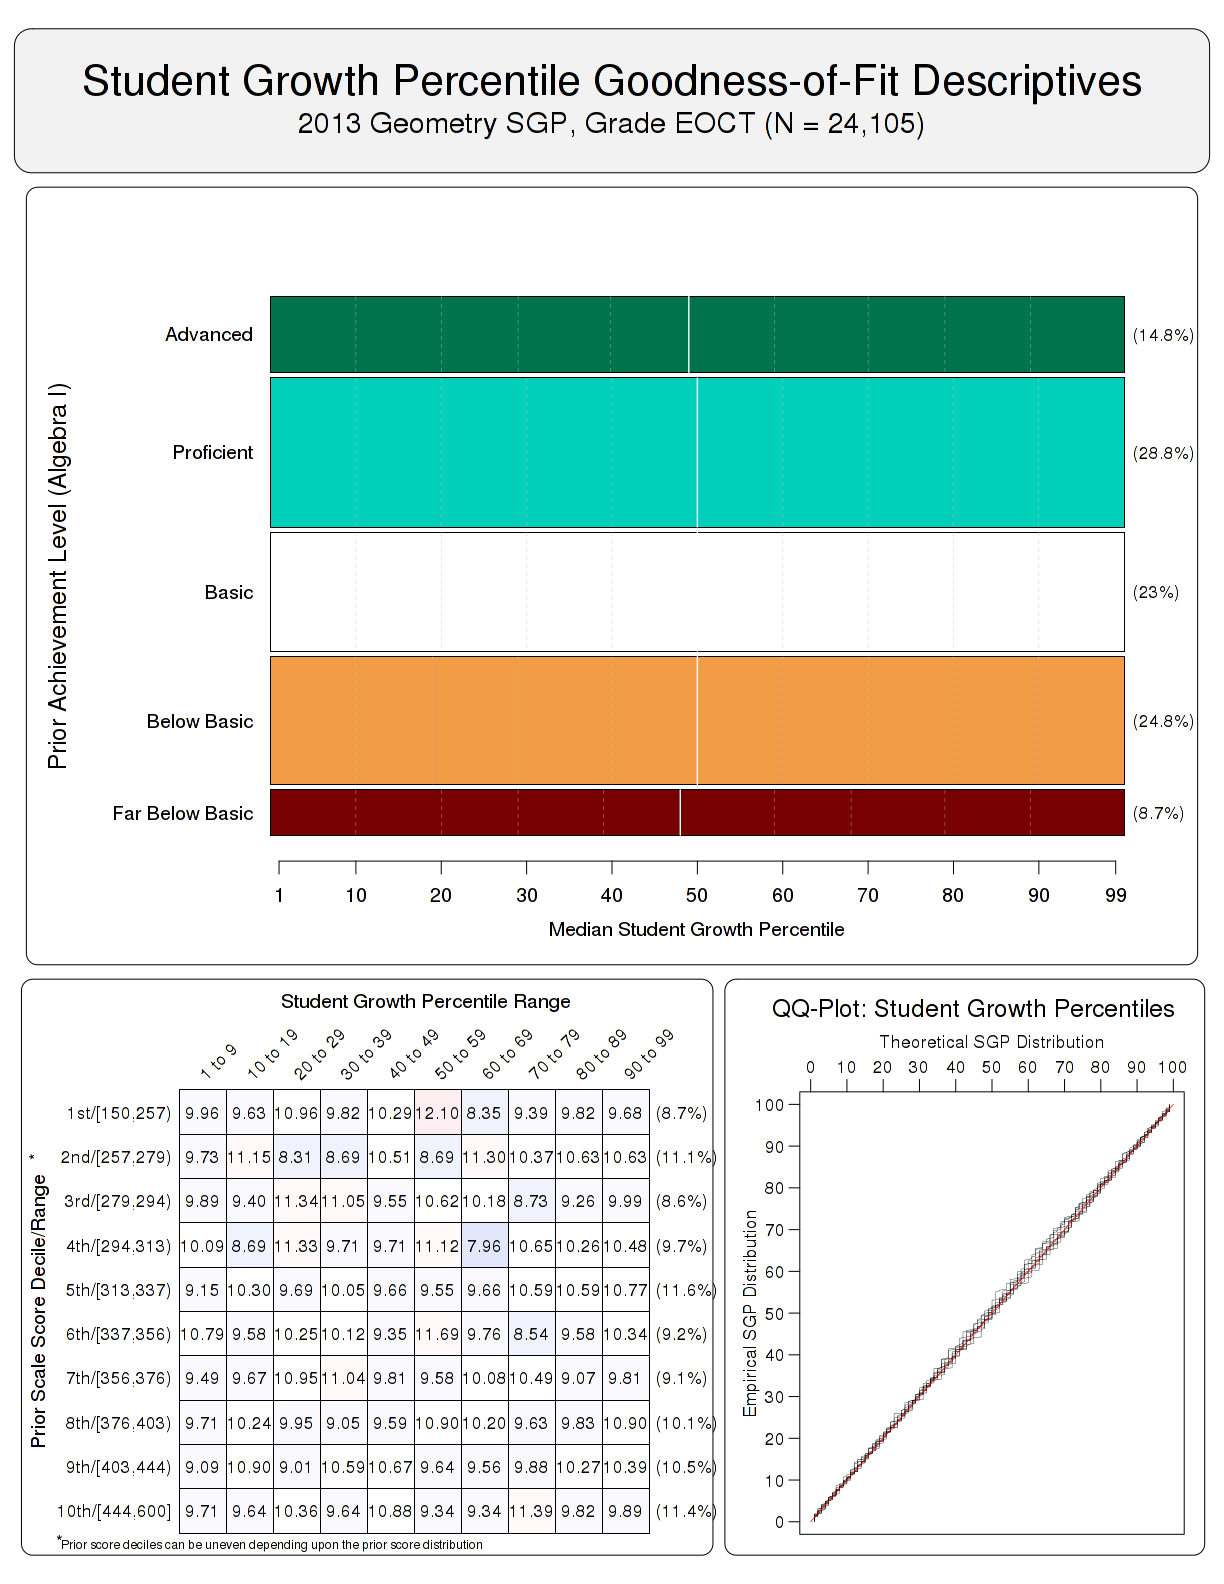 Student Growth Percentile Goodness-of-Fit Descriptives
2013 Geometry SGP, Grade EOCT (N = 24,105)
Prior Achievement Level (Algebra I)
Advanced (14.8%)
Proficient (28.8%)
Basic (23%)
Below Basic (24.8%)
Far Below Basic (8.7%)
1 10 20 30 40 50 60 70 80 90 99
Median Student Growth Percentile
Student Growth Percentile Range
1 to 9 10 to 19 20 to 29 30 to 39 40 to 49 50 to 59 60 to 69 70 to 79 80 to 89 90 to 99
Prior Scale Score Decile/Range *
1st/[150,257) 9.96 9.63 10.96 9.82 10.29 12.10 8.35 9.39 9.82 9.68 (8.7%)
2nd/[257,279) 9.73 11.15 8.31 8.69 10.51 8.69 11.30 10.37 10.63 10.63 (11.1%)
3rd/[279,294) 9.89 9.40 11.34 11.05 9.55 10.62 10.18 8.73 9.26 9.99 (8.6%)
4th/[294,313) 10.09 8.69 11.33 9.71 9.71 11.12 7.96 10.65 10.26 10.48 (9.7%)
5th/[313,337) 9.15 10.30 9.69 10.05 9.66 9.55 9.66 10.59 10.59 10.77 (11.6%)
6th/[337,356) 10.79 9.58 10.25 10.12 9.35 11.69 9.76 8.54 9.58 10.34 (9.2%)
7th/[356,376) 9.49 9.67 10.95 11.04 9.81 9.58 10.08 10.49 9.07 9.81 (9.1%)
8th/[376,403) 9.71 10.24 9.95 9.05 9.59 10.90 10.20 9.63 9.83 10.90 (10.1%)
9th/[403,444) 9.09 10.90 9.01 10.59 10.67 9.64 9.56 9.88 10.27 10.39 (10.5%)
10th/[444,600] 9.71 9.64 10.36 9.64 10.88 9.34 9.34 11.39 9.82 9.89 (11.4%)
*Prior score deciles can be uneven depending upon the prior score distribution
QQ-Plot: Student Growth Percentiles
Theoretical SGP Distribution
0 10 20 30 40 50 60 70 80 90 100
Empirical SGP Distribution
100
90
80
70
60
50
40
30
20
10
0